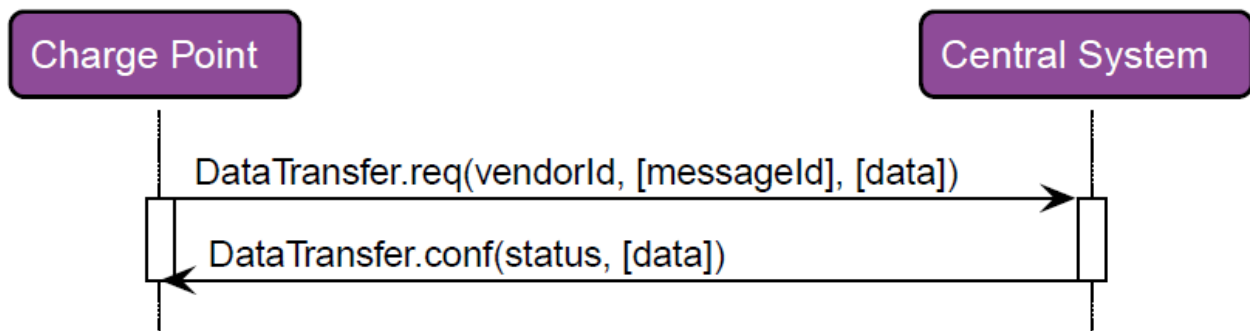 Charge Point
Central System
DataTransfer.req(vendorId, [messageId], [data])
DataTransfer.conf(status, [data])